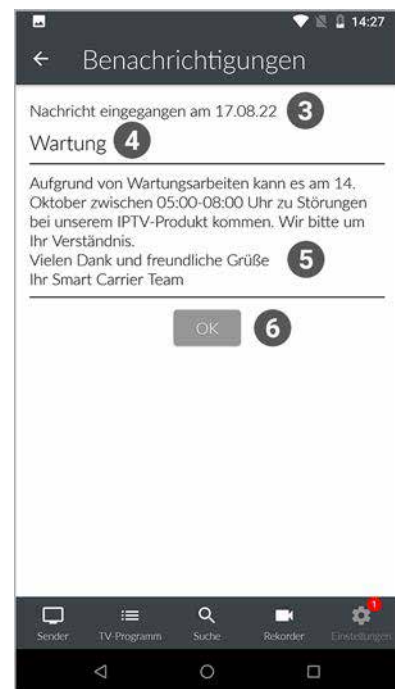 14:27
Benachrichtigungen
Nachricht eingegangen am 17.08.22 3
Wartung 4
Aufgrund von Wartungsarbeiten kann es am 14.
Oktober zwischen 05:00-08:00 Uhr zu Störungen
bei unserem IPTV-Produkt kommen. Wir bitte um
Ihr Verständnis.
Vielen Dank und freundliche Grüße 5
Ihr Smart Carrier Team
OK 6
1
Sender TV-Programm Suche Rekorder Einstellungen